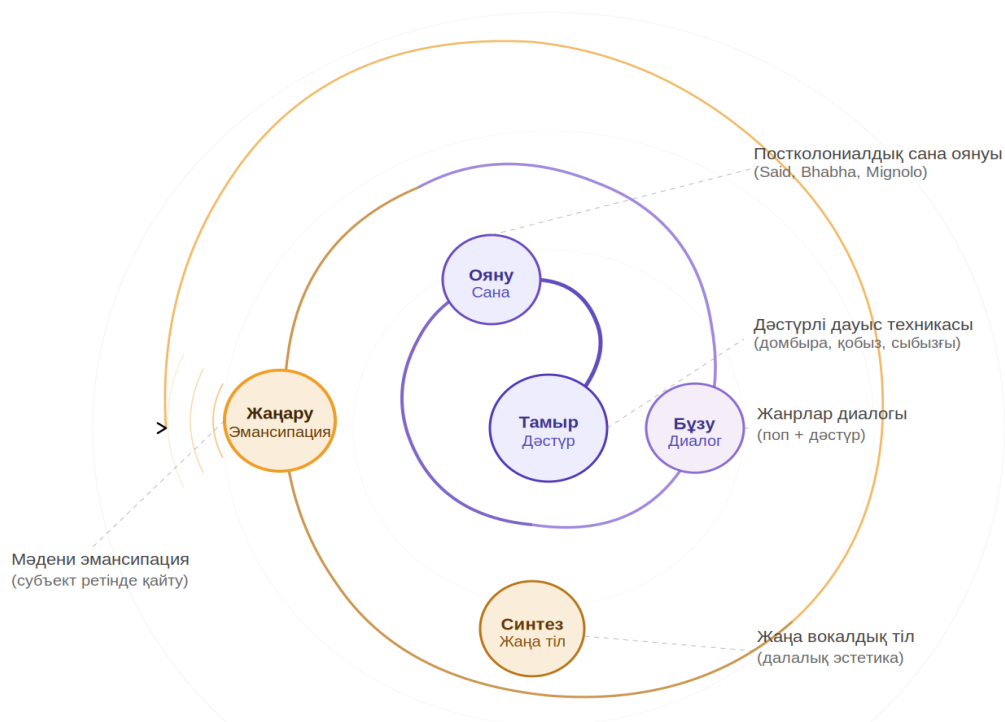 Постколониалдық сана оянуы
(Said, Bhabha, Mignolo)
Ояну
Сана
Дәстүрлі дауыс техникасы
(домбыра, қобыз, сыбызғы)
Жаңару
Эмансипация
Тамыр
Дәстүр
Бұзу
Диалог
Жанрлар диалогы
(поп + дәстүр)
Мәдени эмансипация
(субъект ретінде қайту)
Синтез
Жаңа тіл
Жаңа вокалдық тіл
(далалық эстетика)